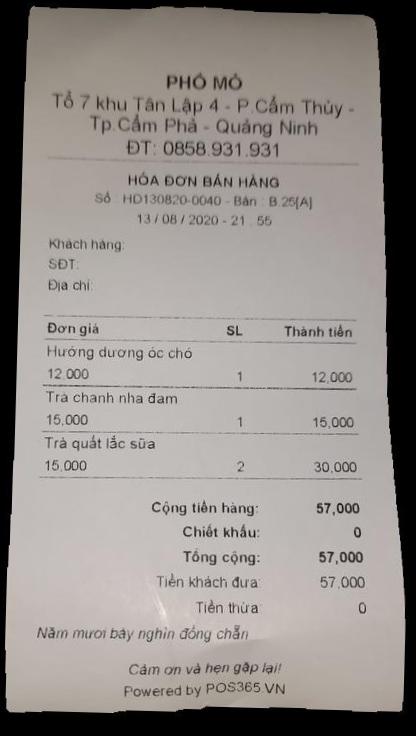 PHỐ MỎ
Tổ 7 khu Tân Lập 4 - P.Cẩm Thủy -
Tp.Cẩm Phả - Quảng Ninh
ĐT: 0858.931.931
HÓA ĐƠN BÁN HÀNG
Số : HD130820-0040 - Bàn : B.25[A]
13 / 08 / 2020 - 21 : 55
Khách hàng:
SĐT:
Địa chỉ:
Đơn giá SL Thành tiền
Hướng dương óc chó
12,000 1 12,000
Trà chanh nha đam
15,000 1 15,000
Trà quất lắc sữa
15,000 2 30,000
Cộng tiền hàng: 57,000
Chiết khấu: 0
Tổng cộng: 57,000
Tiền khách đưa: 57,000
Tiền thừa: 0
Năm mươi bảy nghìn đồng chẵn
Cảm ơn và hẹn gặp lại!
Powered by POS365.VN